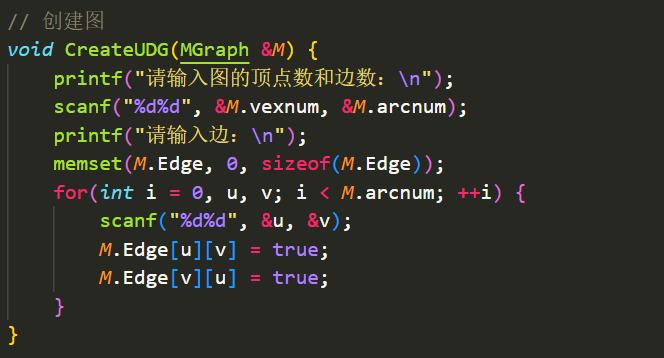 // 创建图
void CreateUDG(MGraph &M) {
    printf("请输入图的顶点数和边数: \n");
    scanf("%d%d", &M.vexnum, &M.arcnum);
    printf("请输入边: \n");
    memset(M.Edge, 0, sizeof(M.Edge));
    for(int i = 0, u, v; i < M.arcnum; ++i) {
        scanf("%d%d", &u, &v);
        M.Edge[u][v] = true;
        M.Edge[v][u] = true;
    }
}